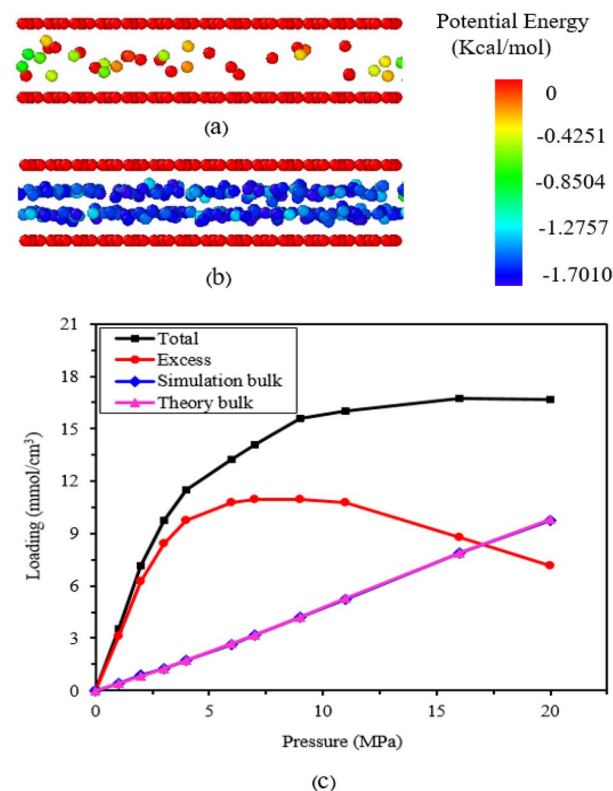 Potential Energy
(Kcal/mol)
0
-0.4251
-0.8504
-1.2757
-1.7010
(a)
(b)
21
18
15
12
9
6
3
0
Loading (mmol/cm³)
Total
Excess
Simulation bulk
Theory bulk
0 5 10 15 20
Pressure (MPa)
(c)